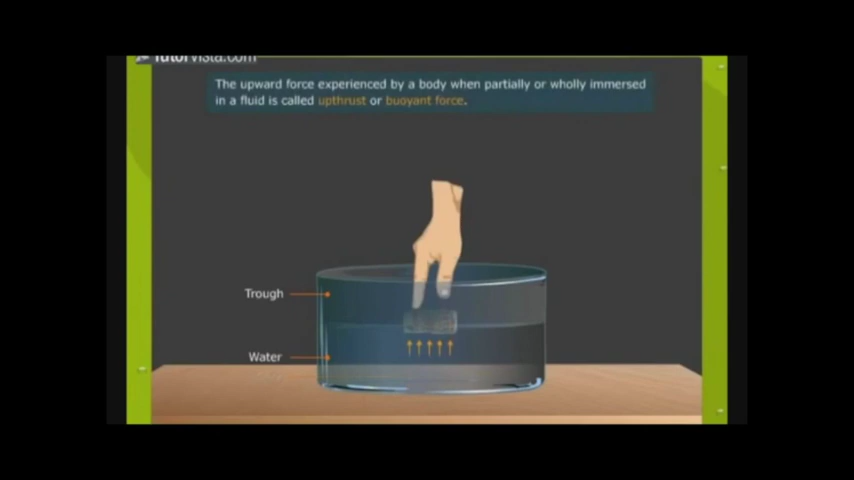 TutorVista.com
The upward force experienced by a body when partially or wholly immersed
in a fluid is called upthrust or buoyant force.
Trough
Water